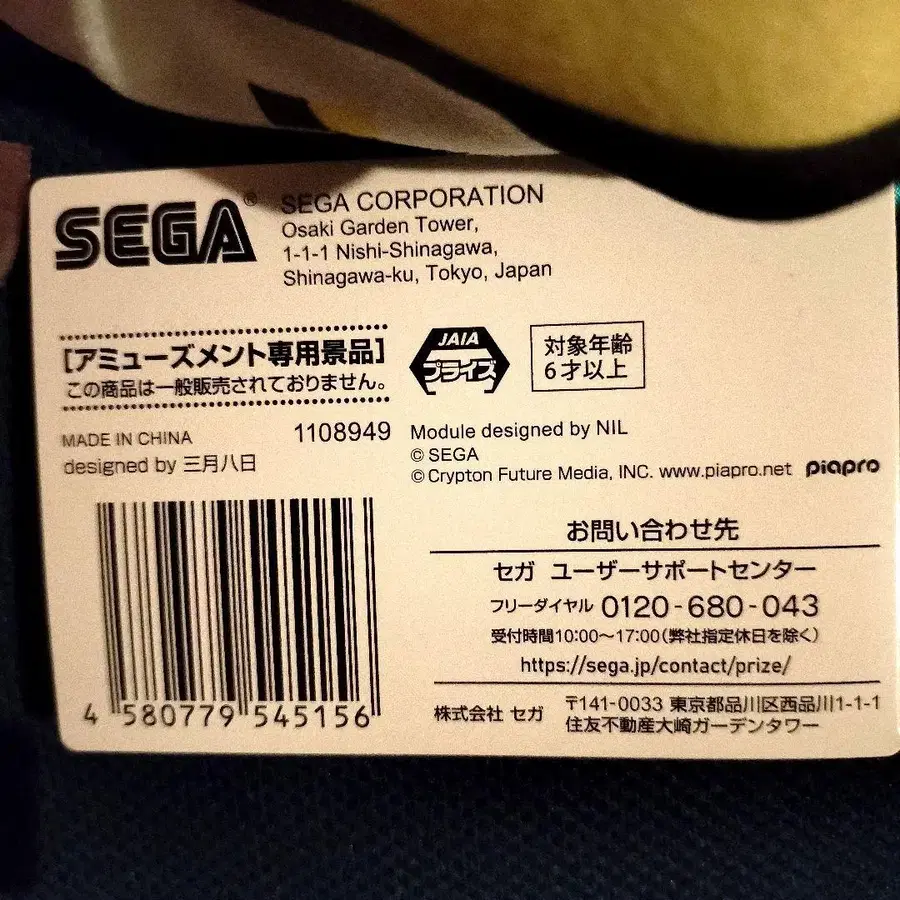 SEGA®
SEGA CORPORATION
Osaki Garden Tower,
1-1-1 Nishi-Shinagawa,
Shinagawa-ku, Tokyo, Japan
[アミューズメント専用景品]
この商品は一般販売されておりません。
JAIA
プライズ
対象年齢
6才以上
MADE IN CHINA
1108949
designed by 三月八日
Module designed by NIL
© SEGA
© Crypton Future Media, INC. www.piapro.net piapro
4 580779 545156
お問い合わせ先
セガ ユーザーサポートセンター
フリーダイヤル 0120-680-043
受付時間10:00～17:00(弊社指定休日を除く)
https://sega.jp/contact/prize/
株式会社 セガ
〒141-0033 東京都品川区西品川1-1-1
住友不動産大崎ガーデンタワー